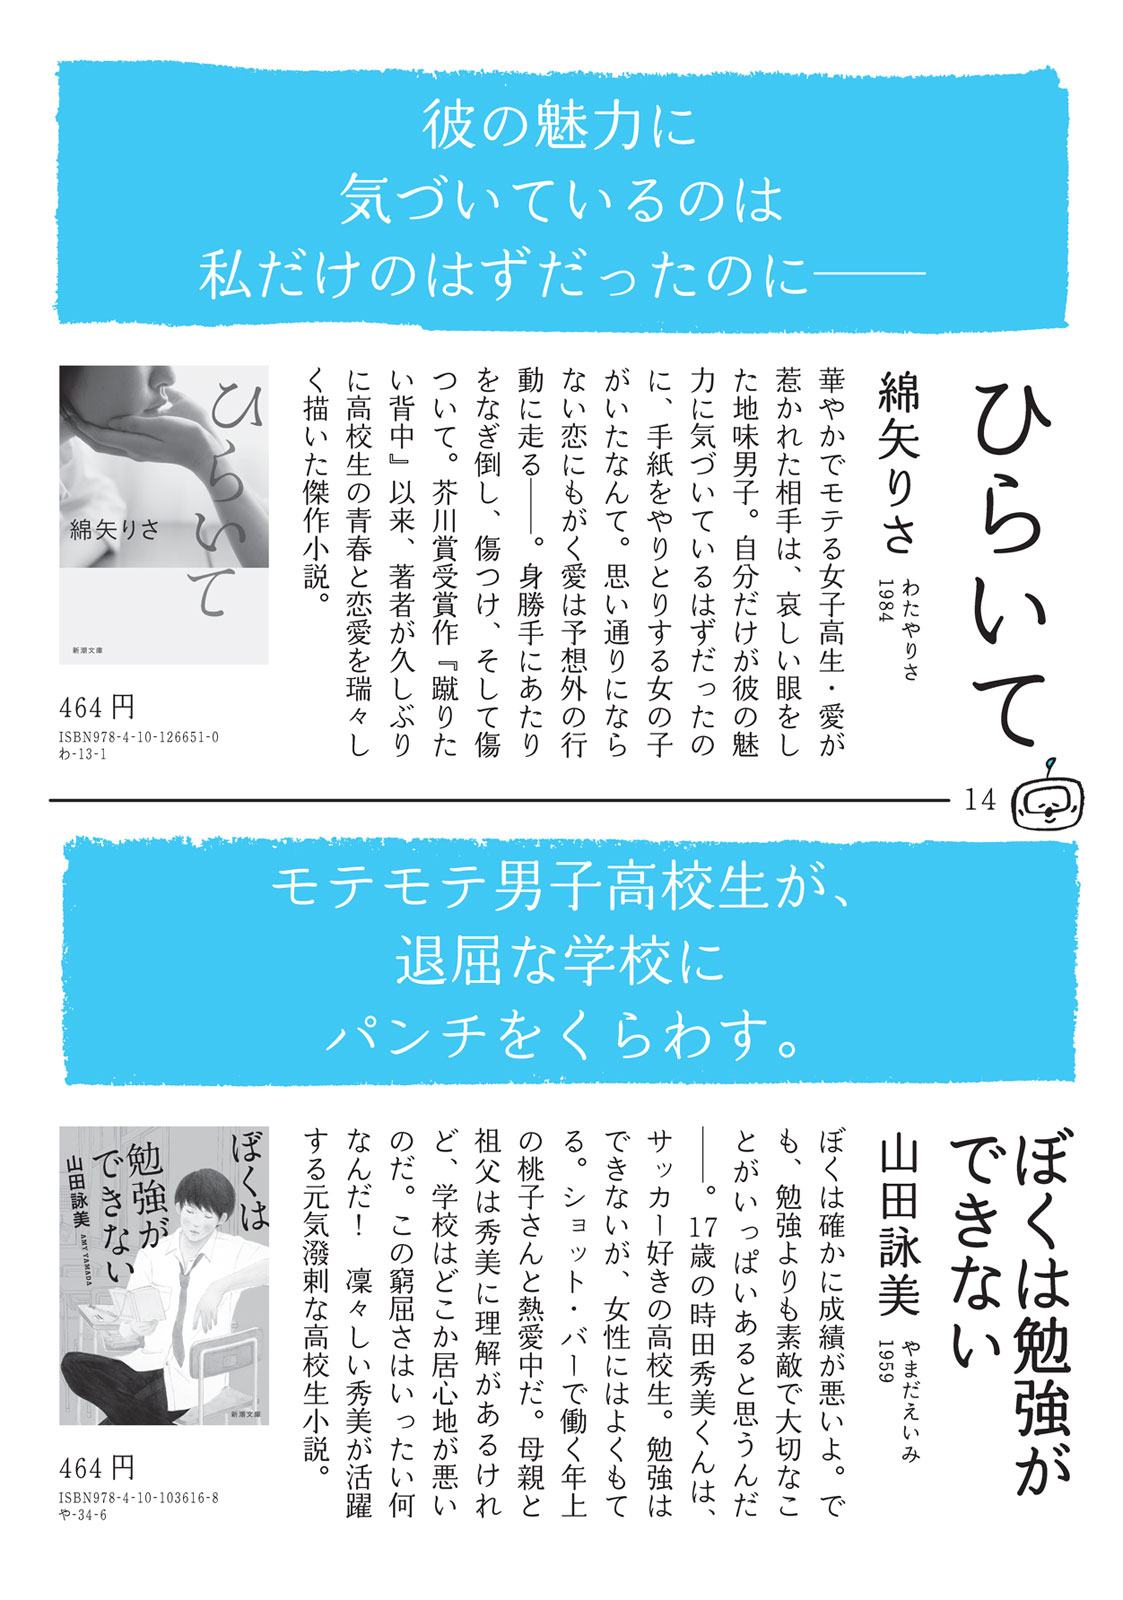 彼の魅力に
気づいているのは
私だけのはずだったのに――
ひらいて
綿矢りさ
わたやりさ
1984
華やかでモテる女子高生・愛が
惹かれた相手は、哀しい眼をし
た地味男子。自分だけが彼の魅
力に気づいているはずだったの
に、手紙をやりとりする女の子
がいたなんて。思い通りになら
ない恋にもがく愛は予想外の行
動に走る――。身勝手にあたり
をなぎ倒し、傷つけ、そして傷
ついて。芥川賞受賞作『蹴りた
い背中』以来、著者が久しぶり
に高校生の青春と恋愛を瑞々し
く描いた傑作小説。
ひらいて
綿矢りさ
新潮文庫
464 円
ISBN978-4-10-126651-0
わ-13-1
14
モテモテ男子高校生が、
退屈な学校に
パンチをくらわす。
ぼくは勉強が
できない
山田詠美
やまだえいみ
1959
ぼくは確かに成績が悪いよ。で
も、勉強よりも素敵で大切なこ
とがいっぱいあると思うんだ
――。17歳の時田秀美くんは、
サッカー好きの高校生。勉強は
できないが、女性にはよくもて
る。ショット・バーで働く年上
の桃子さんと熱愛中だ。母親と
祖父は秀美に理解があるけれ
ど、学校はどこか居心地が悪い
のだ。この窮屈さはいったい何
なんだ！　凜々しい秀美が活躍
する元気潑剌な高校生小説。
ぼくは
勉強が
できない
山田詠美
AMY YAMADA
新潮文庫
464 円
ISBN978-4-10-103616-8
や-34-6